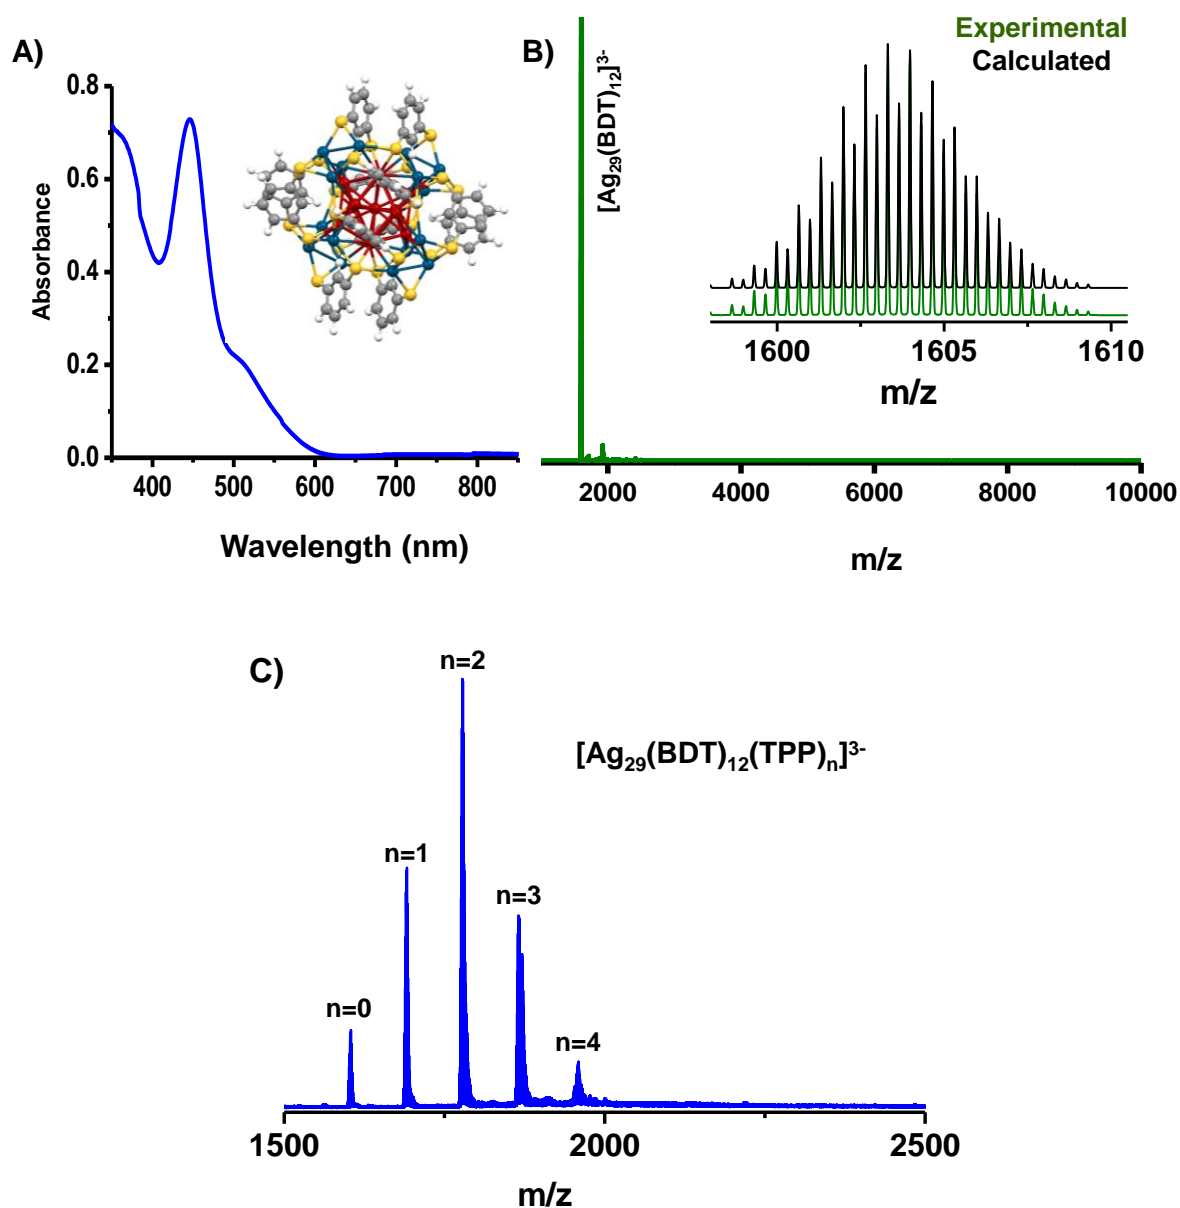 A)
Absorbance
0.8
0.6
0.4
0.2
0.0
400 500 600 700 800
Wavelength (nm)
B)
[Ag29(BDT)12]3-
Experimental
Calculated
1600 1605 1610
m/z
2000 4000 6000 8000 10000
m/z
C)
n=0
n=1
n=2
n=3
n=4
[Ag29(BDT)12(TPP)n]3-
1500 2000 2500
m/z